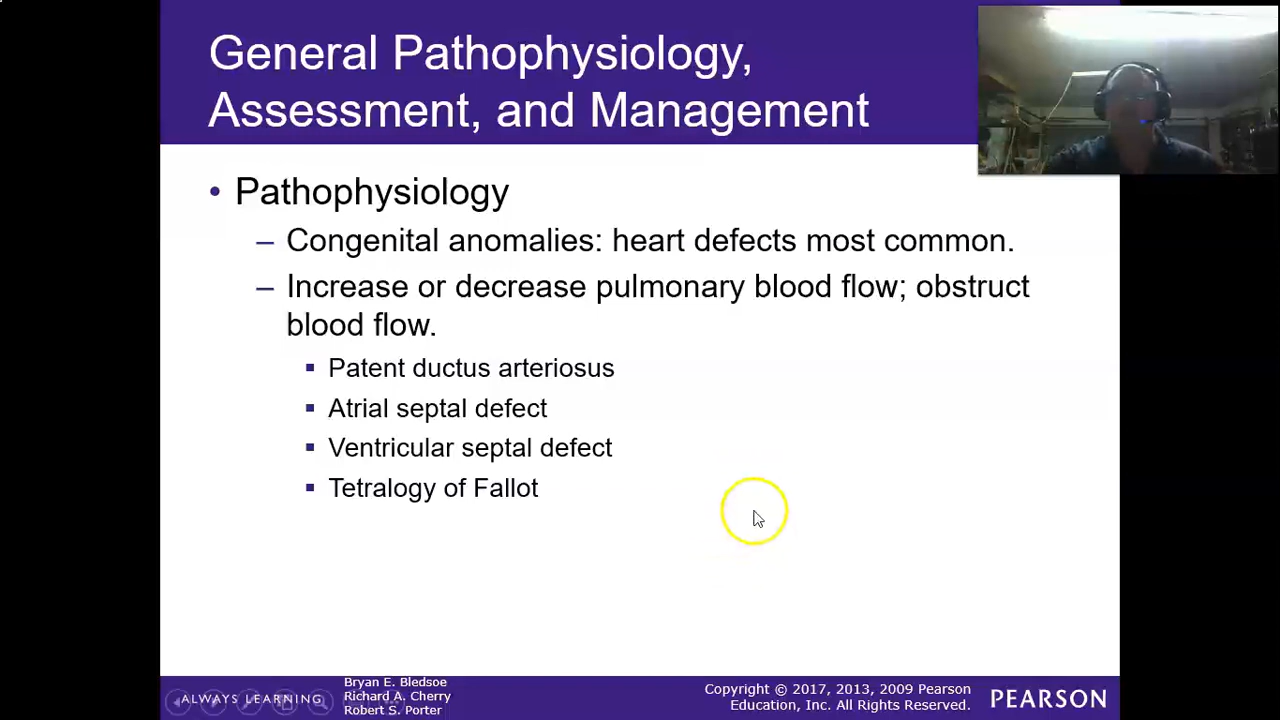 General Pathophysiology,
Assessment, and Management
• Pathophysiology
– Congenital anomalies: heart defects most common.
– Increase or decrease pulmonary blood flow; obstruct
blood flow.
▪ Patent ductus arteriosus
▪ Atrial septal defect
▪ Ventricular septal defect
▪ Tetralogy of Fallot
ALWAYS LEARNING
Bryan E. Bledsoe
Richard A. Cherry
Robert S. Porter
Copyright © 2017, 2013, 2009 Pearson
Education, Inc. All Rights Reserved.
PEARSON